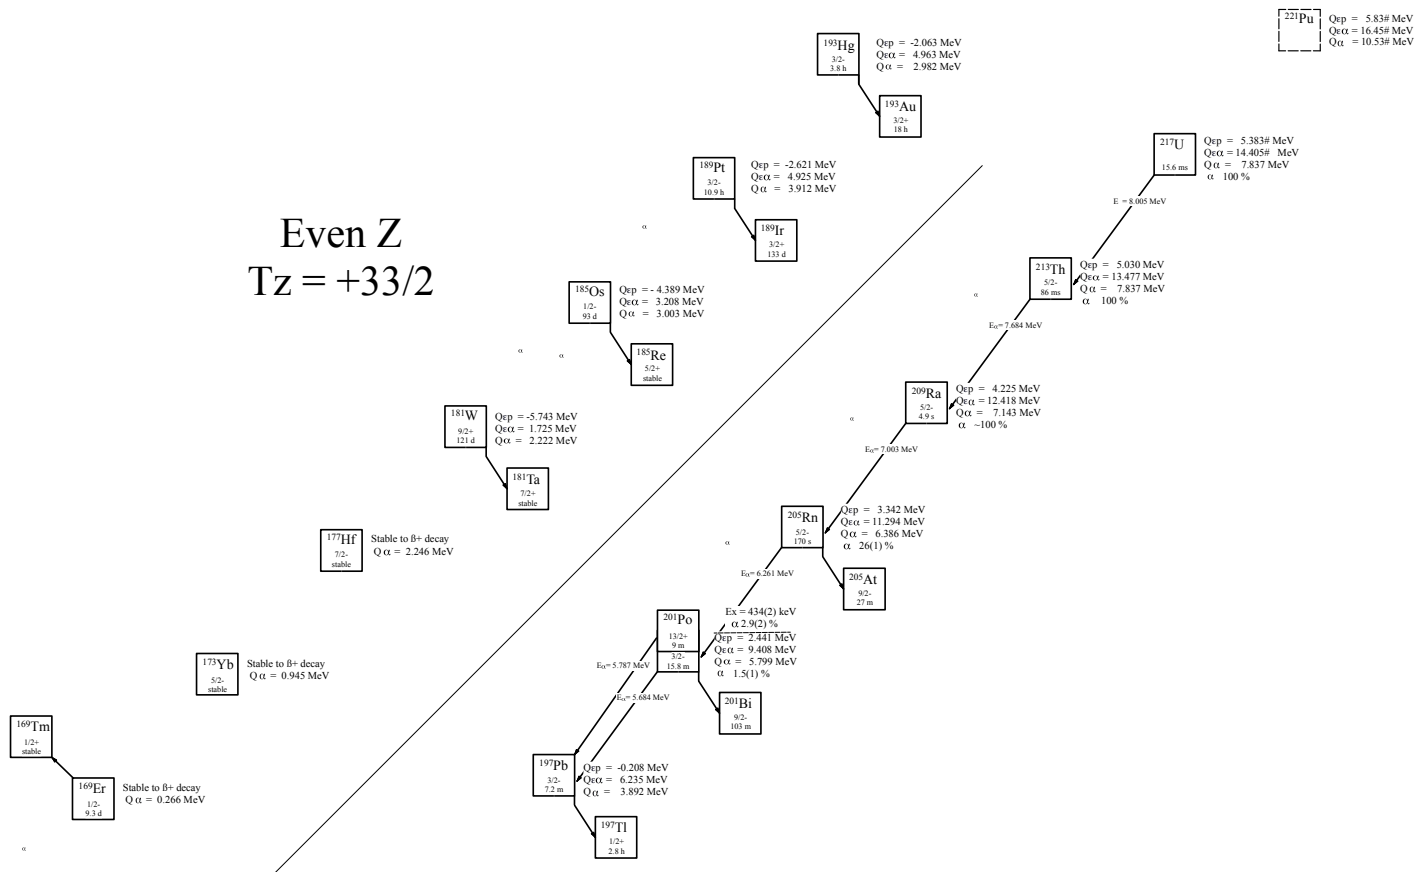 221Pu
Qεp = 5.83# MeV
Qεα = 16.45# MeV
Qα = 10.53# MeV
193Hg
3/2-
3.8 h
Qεp = -2.063 MeV
Qεα = 4.963 MeV
Qα = 2.982 MeV
193Au
3/2+
18 h
217U
15.6 ms
Qεp = 5.383# MeV
Qεα = 14.405# MeV
Qα = 7.837 MeV
α 100 %
E = 8.005 MeV
189Pt
3/2-
10.9 h
Qεp = -2.621 MeV
Qεα = 4.925 MeV
Qα = 3.912 MeV
189Ir
3/2+
133 d
Even Z
Tz = +33/2
α
213Th
5/2-
86 ms
Qεp = 5.030 MeV
Qεα = 13.477 MeV
Qα = 7.837 MeV
α 100 %
Eα= 7.684 MeV
α
185Os
1/2-
93 d
Qεp = - 4.389 MeV
Qεα = 3.208 MeV
Qα = 3.003 MeV
185Re
5/2+
stable
α
α
209Ra
5/2-
4.9 s
Qεp = 4.225 MeV
Qεα = 12.418 MeV
Qα = 7.143 MeV
α ~100 %
Eα= 7.003 MeV
α
181W
9/2+
121 d
Qεp = -5.743 MeV
Qεα = 1.725 MeV
Qα = 2.222 MeV
181Ta
7/2+
stable
205Rn
5/2-
170 s
Qεp = 3.342 MeV
Qεα = 11.294 MeV
Qα = 6.386 MeV
α 26(1) %
Eα= 6.261 MeV
α
205At
9/2-
27 m
177Hf
7/2-
stable
Stable to ß+ decay
Qα = 2.246 MeV
201Po
13/2+
9 m
3/2-
15.8 m
Ex = 434(2) keV
α 2.9(2) %
Qεp = 2.441 MeV
Qεα = 9.408 MeV
Qα = 5.799 MeV
α 1.5(1) %
Eα= 5.787 MeV
Eα= 5.684 MeV
201Bi
9/2-
103 m
173Yb
5/2-
stable
Stable to ß+ decay
Qα = 0.945 MeV
169Tm
1/2+
stable
169Er
1/2-
9.3 d
Stable to ß+ decay
Qα = 0.266 MeV
α
197Pb
3/2-
7.2 m
Qεp = -0.208 MeV
Qεα = 6.235 MeV
Qα = 3.892 MeV
197Tl
1/2+
2.8 h